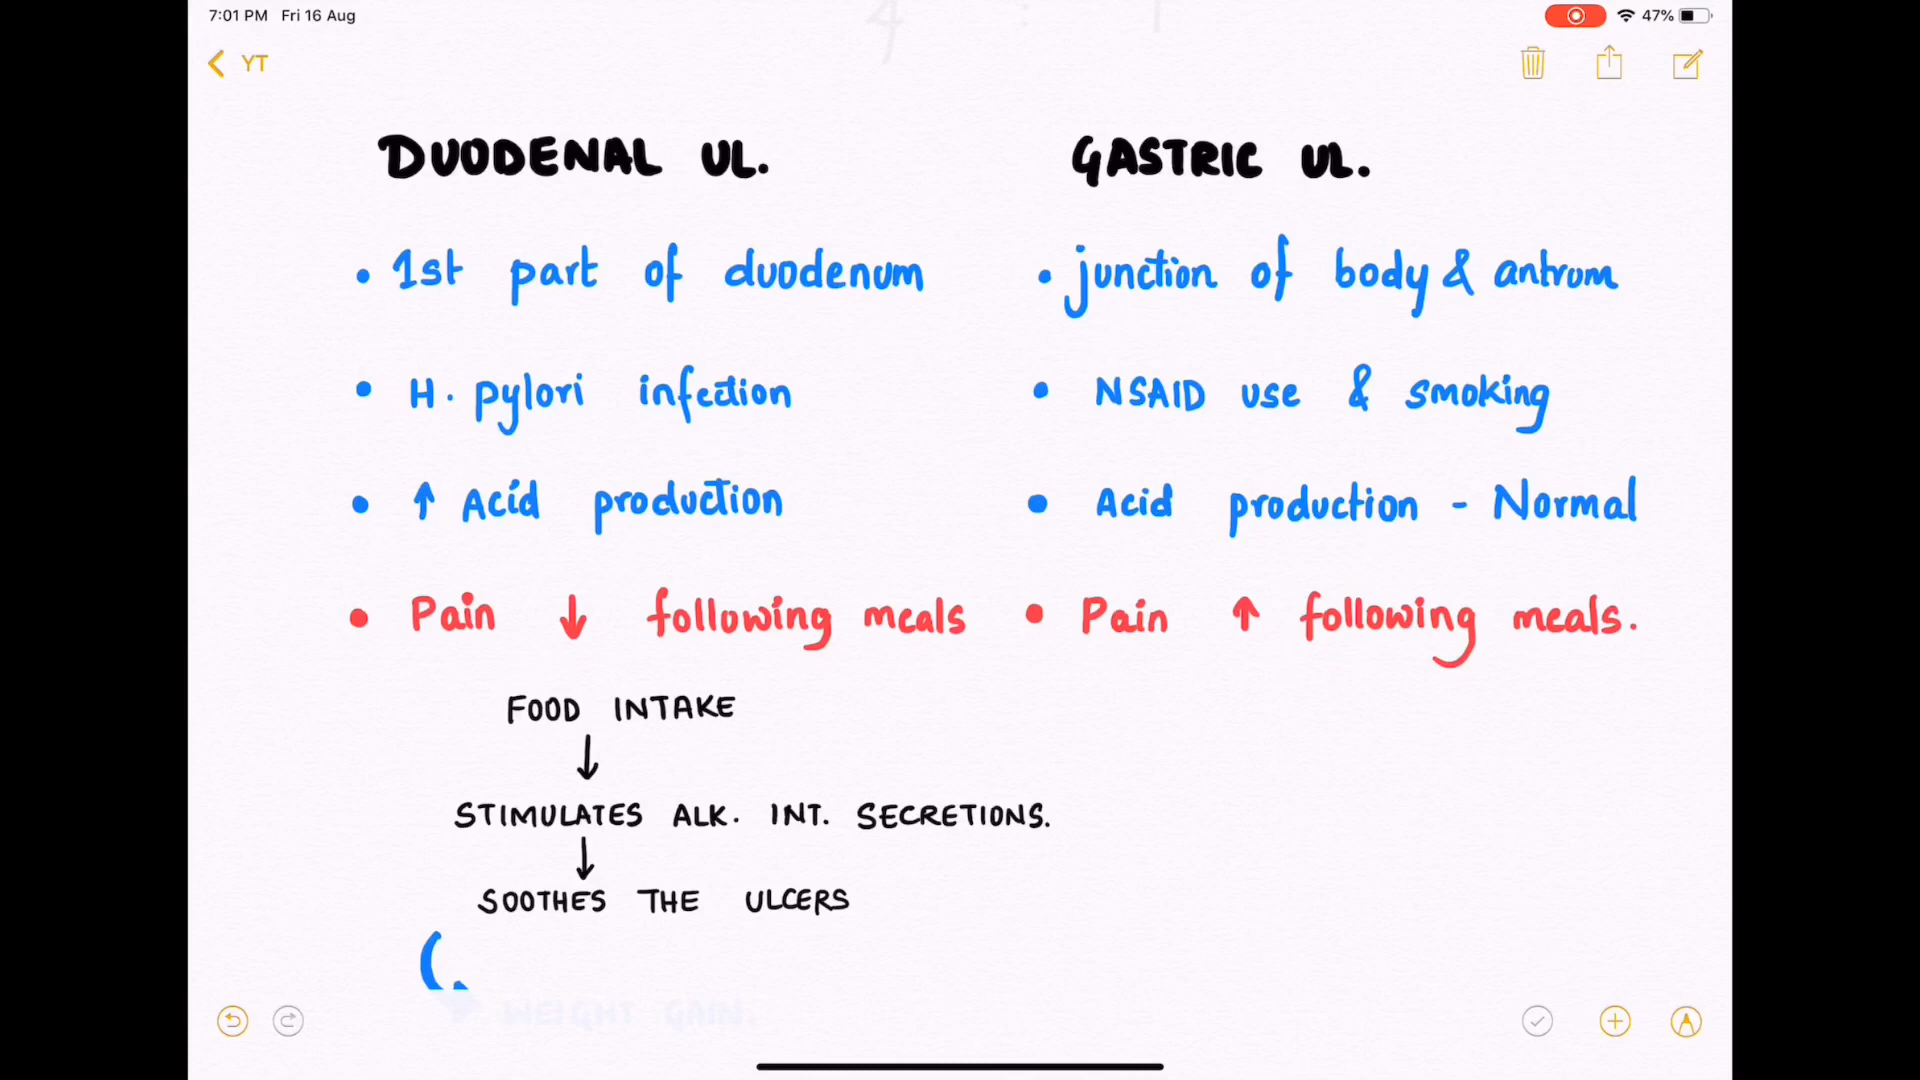 7:01 PM Fri 16 Aug
47%
YT
DUODENAL UL.
• 1st part of duodenum
• H. pylori infection
• ↑ Acid production
• Pain ↓ following meals
FOOD INTAKE
↓
STIMULATES ALK. INT. SECRETIONS.
↓
SOOTHES THE ULCERS
(
WEIGHT GAIN.
GASTRIC UL.
• junction of body & antrum
• NSAID use & smoking
• Acid production - Normal
• Pain ↑ following meals.